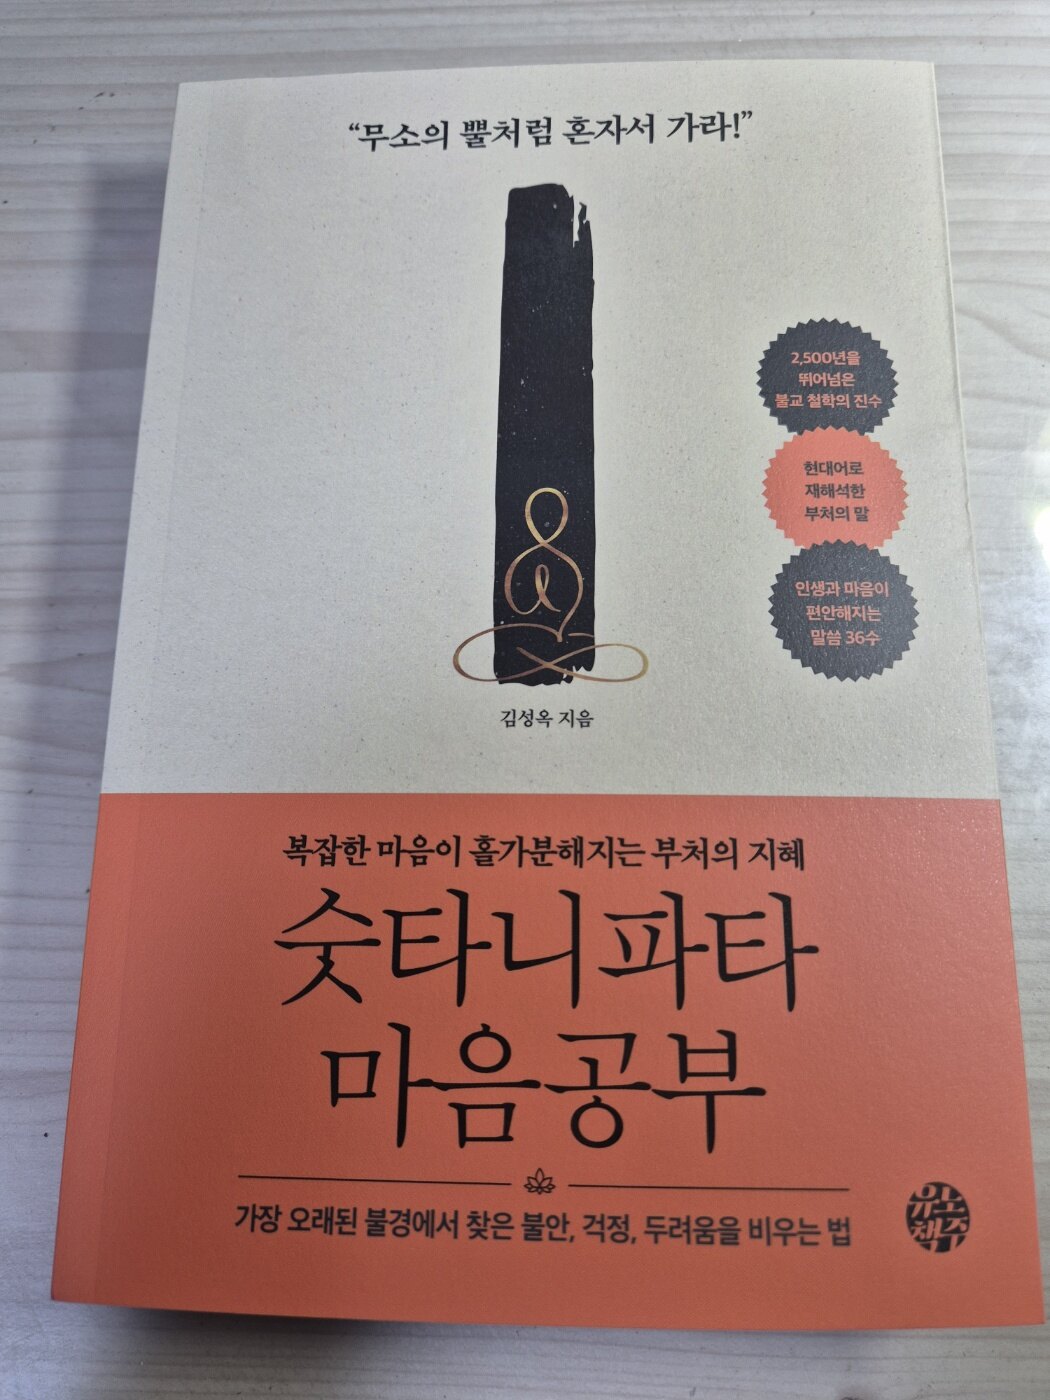 “무소의 뿔처럼 혼자서 가라!”
2,500년을
뛰어넘은
불교 철학의 진수
현대어로
재해석한
부처의 말
인생과 마음이
편안해지는
말씀 36수
김성옥 지음
복잡한 마음이 홀가분해지는 부처의 지혜
숫타니파타
마음공부
가장 오래된 불경에서 찾은 불안, 걱정, 두려움을 비우는 법
유노
책주